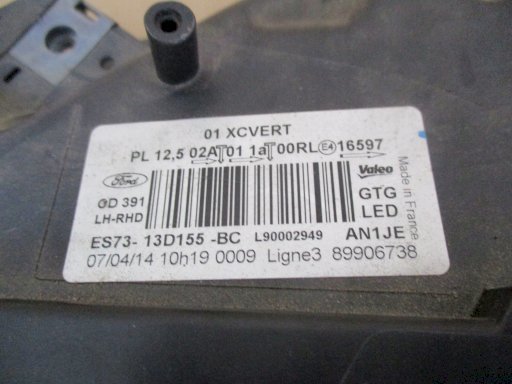 01 XCVERT
PL 12,5 02A 01 1a 00RL E4 16597
Ford
GD 391
LH-RHD
Valeo
GTG
LED
Made in France
ES73- 13D155 -BC L90002949 AN1JE
07/04/14 10h19 0009 Ligne3 89906738